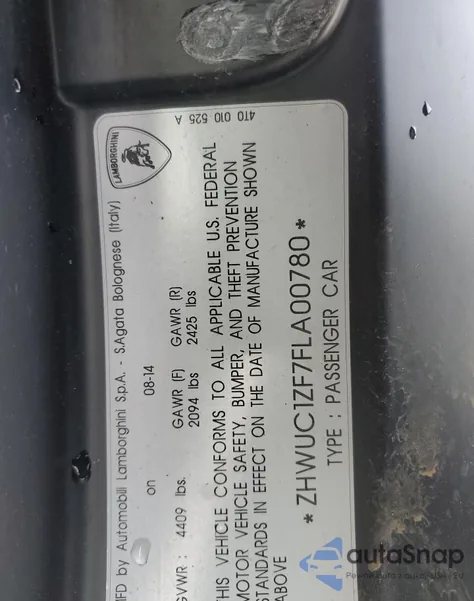 4T0 010 525 A
LAMBORGHINI
MFD by Automobili Lamborghini S.p.A. - S.Agata Bolognese (Italy)
on 08-14
GAWR (F) GAWR (R)
GVWR : 4409 lbs. 2094 lbs 2425 lbs
THIS VEHICLE CONFORMS TO ALL APPLICABLE U.S. FEDERAL
MOTOR VEHICLE SAFETY, BUMPER, AND THEFT PREVENTION
STANDARDS IN EFFECT ON THE DATE OF MANUFACTURE SHOWN
ABOVE
* ZHWUC1ZF7FLA00780 *
TYPE : PASSENGER CAR
autoSnap